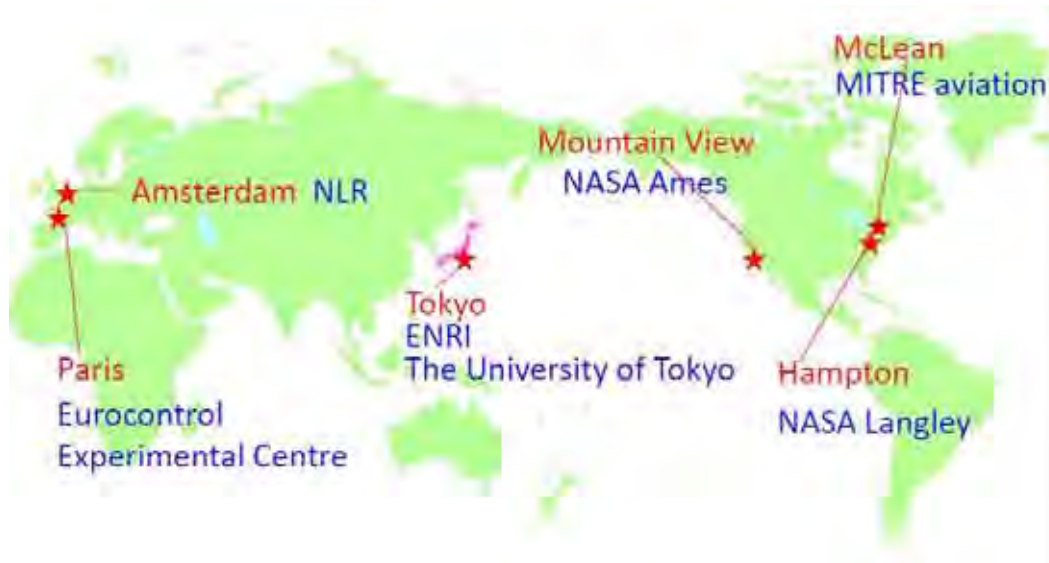 McLean
MITRE aviation
Mountain View
NASA Ames
Amsterdam NLR
Tokyo
ENRI
The University of Tokyo
Paris
Eurocontrol
Experimental Centre
Hampton
NASA Langley